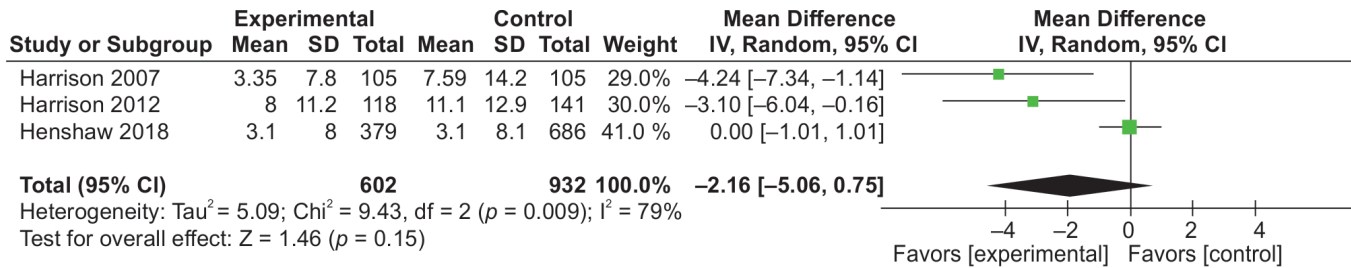 Experimental Control Mean Difference Mean Difference
Study or Subgroup Mean SD Total Mean SD Total Weight IV, Random, 95% CI IV, Random, 95% CI
Harrison 2007 3.35 7.8 105 7.59 14.2 105 29.0% –4.24 [–7.34, –1.14]
Harrison 2012 8 11.2 118 11.1 12.9 141 30.0% –3.10 [–6.04, –0.16]
Henshaw 2018 3.1 8 379 3.1 8.1 686 41.0 % 0.00 [–1.01, 1.01]
Total (95% CI) 602 932 100.0% –2.16 [–5.06, 0.75]
Heterogeneity: Tau² = 5.09; Chi² = 9.43, df = 2 (p = 0.009); I² = 79%
Test for overall effect: Z = 1.46 (p = 0.15)
–4 –2 0 2 4
Favors [experimental] Favors [control]